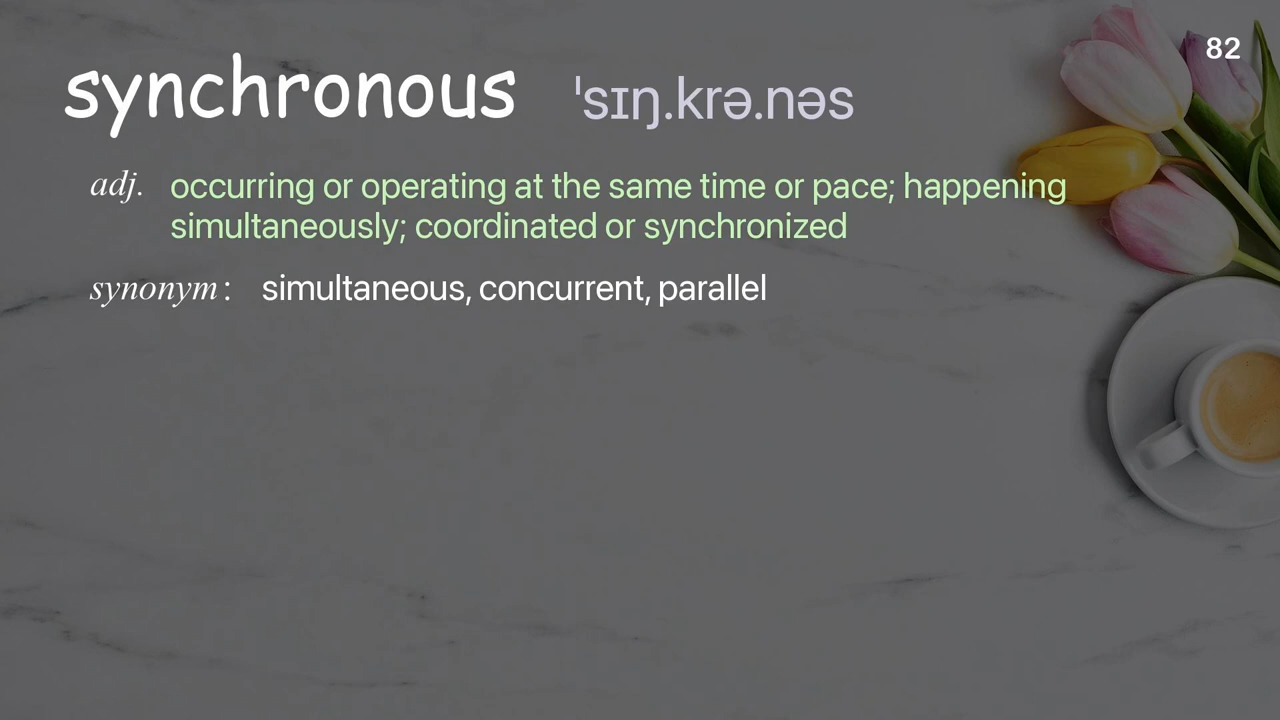 82
synchronous ˈsɪŋ.krə.nəs
adj. occurring or operating at the same time or pace; happening
simultaneously; coordinated or synchronized
synonym: simultaneous, concurrent, parallel